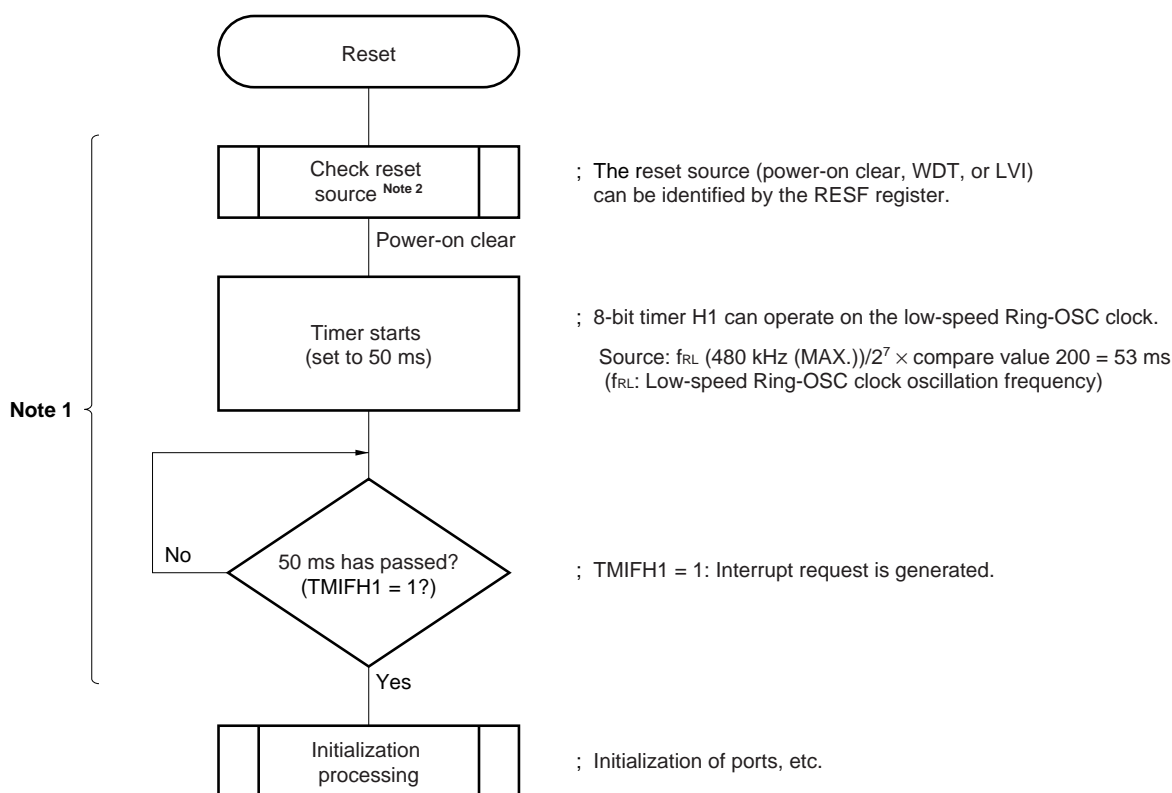 Reset
Check reset
source Note 2
; The reset source (power-on clear, WDT, or LVI)
can be identified by the RESF register.
Power-on clear
Timer starts
(set to 50 ms)
; 8-bit timer H1 can operate on the low-speed Ring-OSC clock.
Source: fRL (480 kHz (MAX.))/2⁷ × compare value 200 = 53 ms
(fRL: Low-speed Ring-OSC clock oscillation frequency)
Note 1
No
50 ms has passed?
(TMIFH1 = 1?)
; TMIFH1 = 1: Interrupt request is generated.
Yes
Initialization
processing
; Initialization of ports, etc.